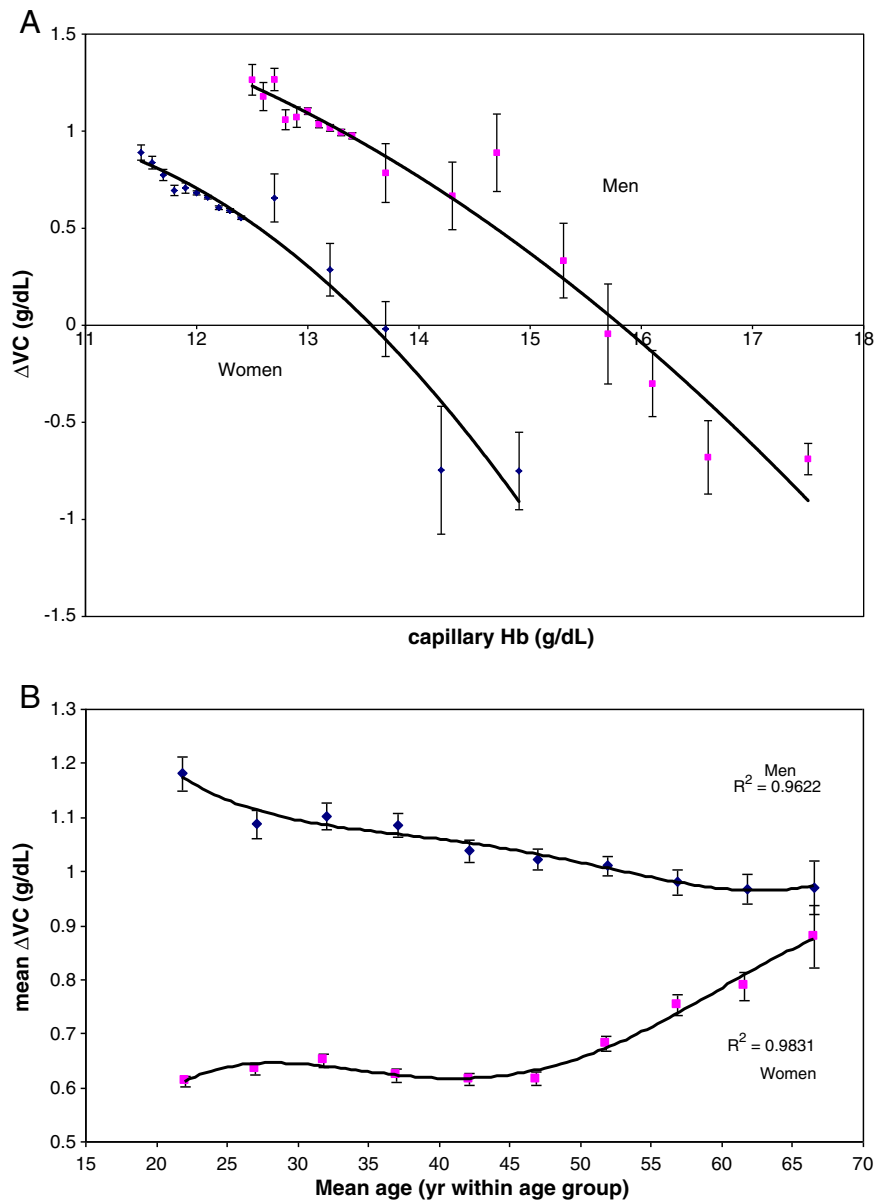 A
1.5
1
0.5
0
-0.5
-1
-1.5
ΔVC (g/dL)
11 12 13 14 15 16 17 18
Men
Women
capillary Hb (g/dL)
B
1.3
1.2
1.1
1
0.9
0.8
0.7
0.6
0.5
mean ΔVC (g/dL)
Men
R² = 0.9622
R² = 0.9831
Women
15 20 25 30 35 40 45 50 55 60 65 70
Mean age (yr within age group)